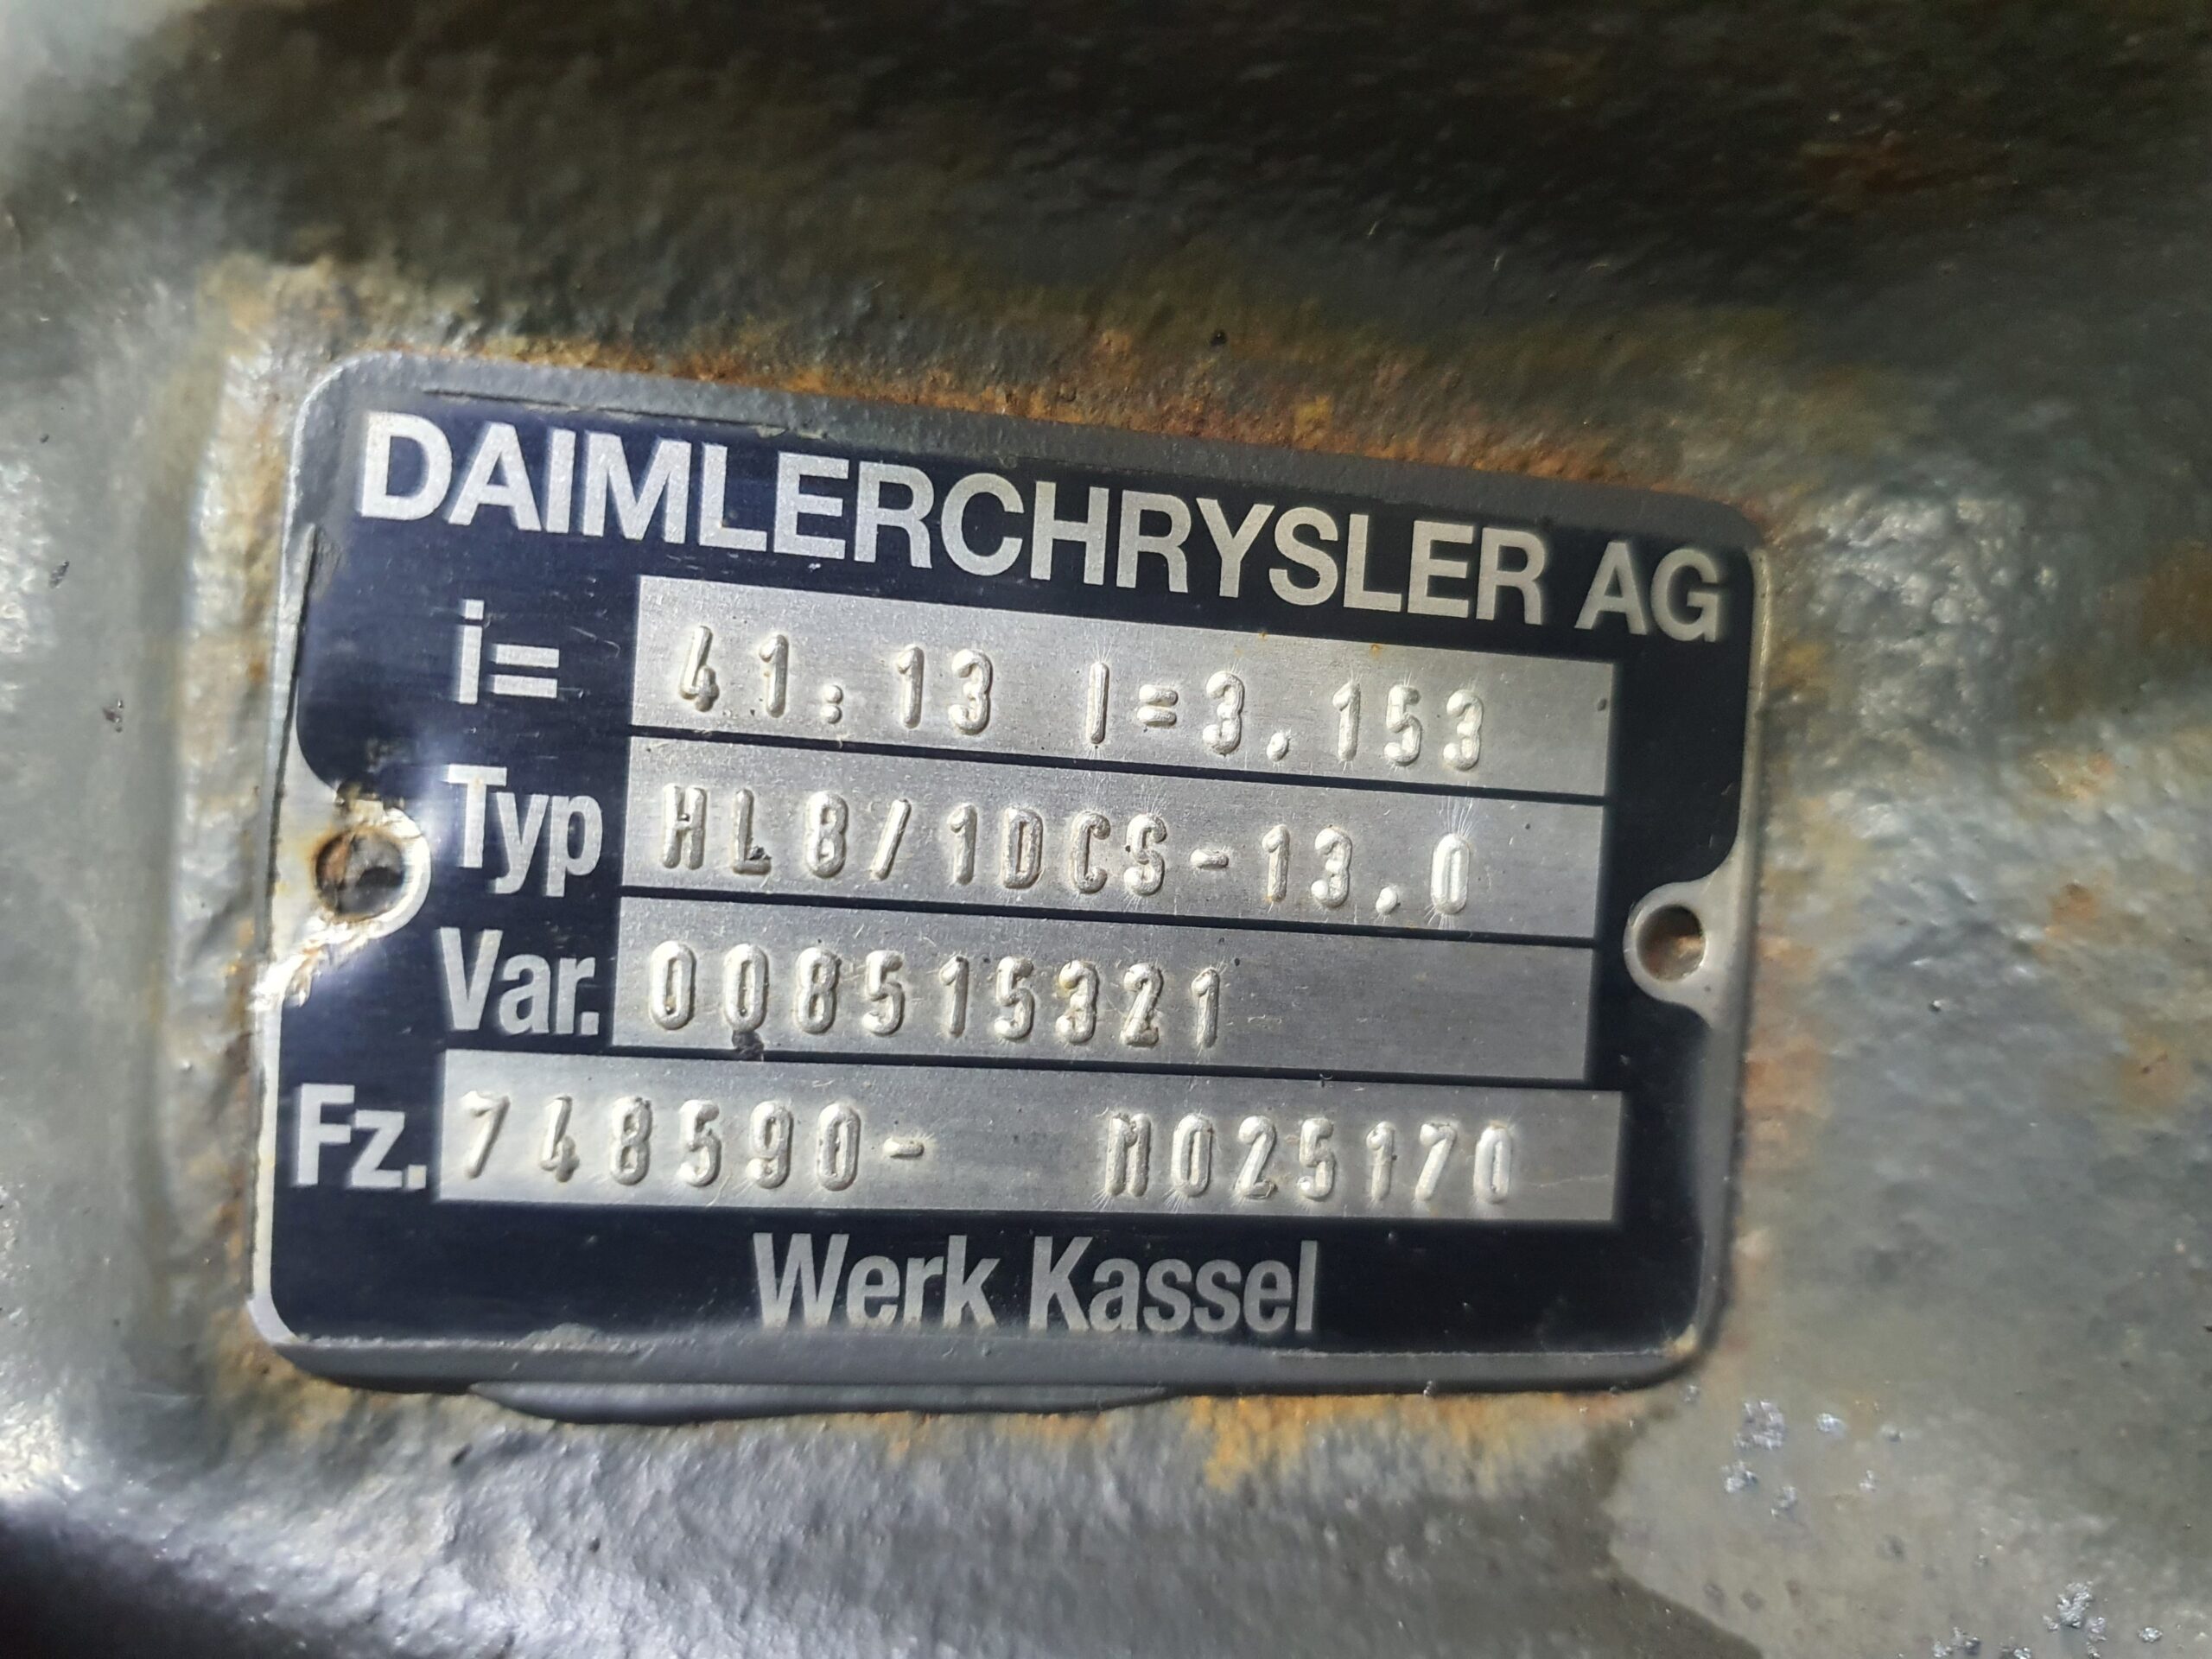 DAIMLERCHRYSLER AG
i= 41:13 I=3.153
Typ HL8/1DCS-13.0
Var. 008515321
Fz. 748590- M025170
Werk Kassel